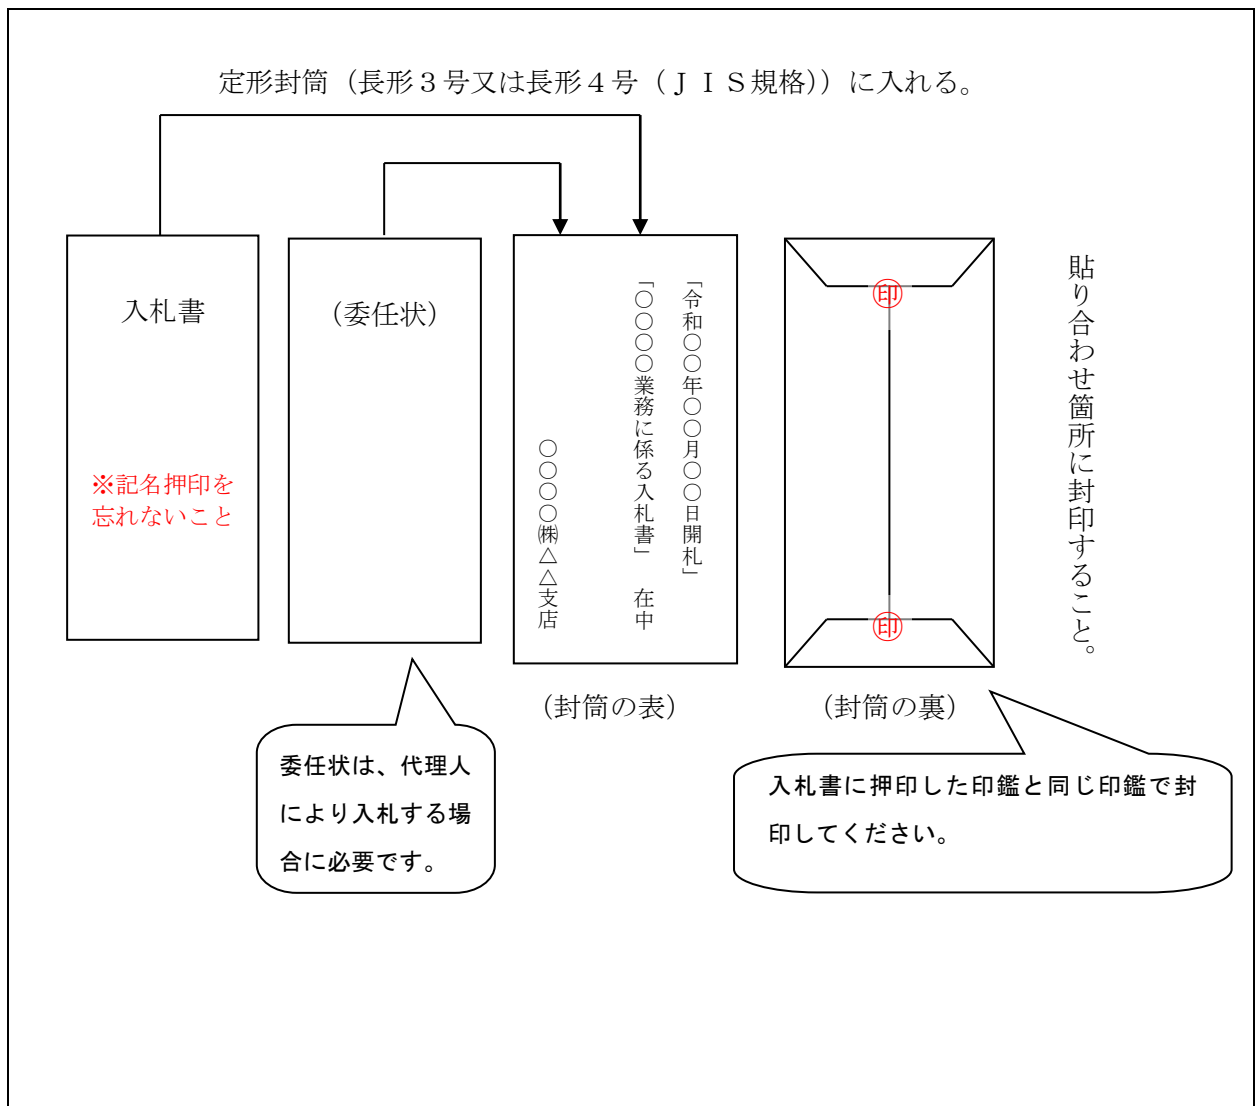 定形封筒（長形３号又は長形４号（ＪＩＳ規格））に入れる。
入札書
※記名押印を
忘れないこと
（委任状）
「令和〇〇年〇〇月〇〇日開札」
「〇〇〇〇業務に係る入札書」　在中
〇〇〇〇㈱△△支店
印
印
貼り合わせ箇所に封印すること。
（封筒の表）
（封筒の裏）
委任状は、代理人
により入札する場
合に必要です。
入札書に押印した印鑑と同じ印鑑で封
印してください。